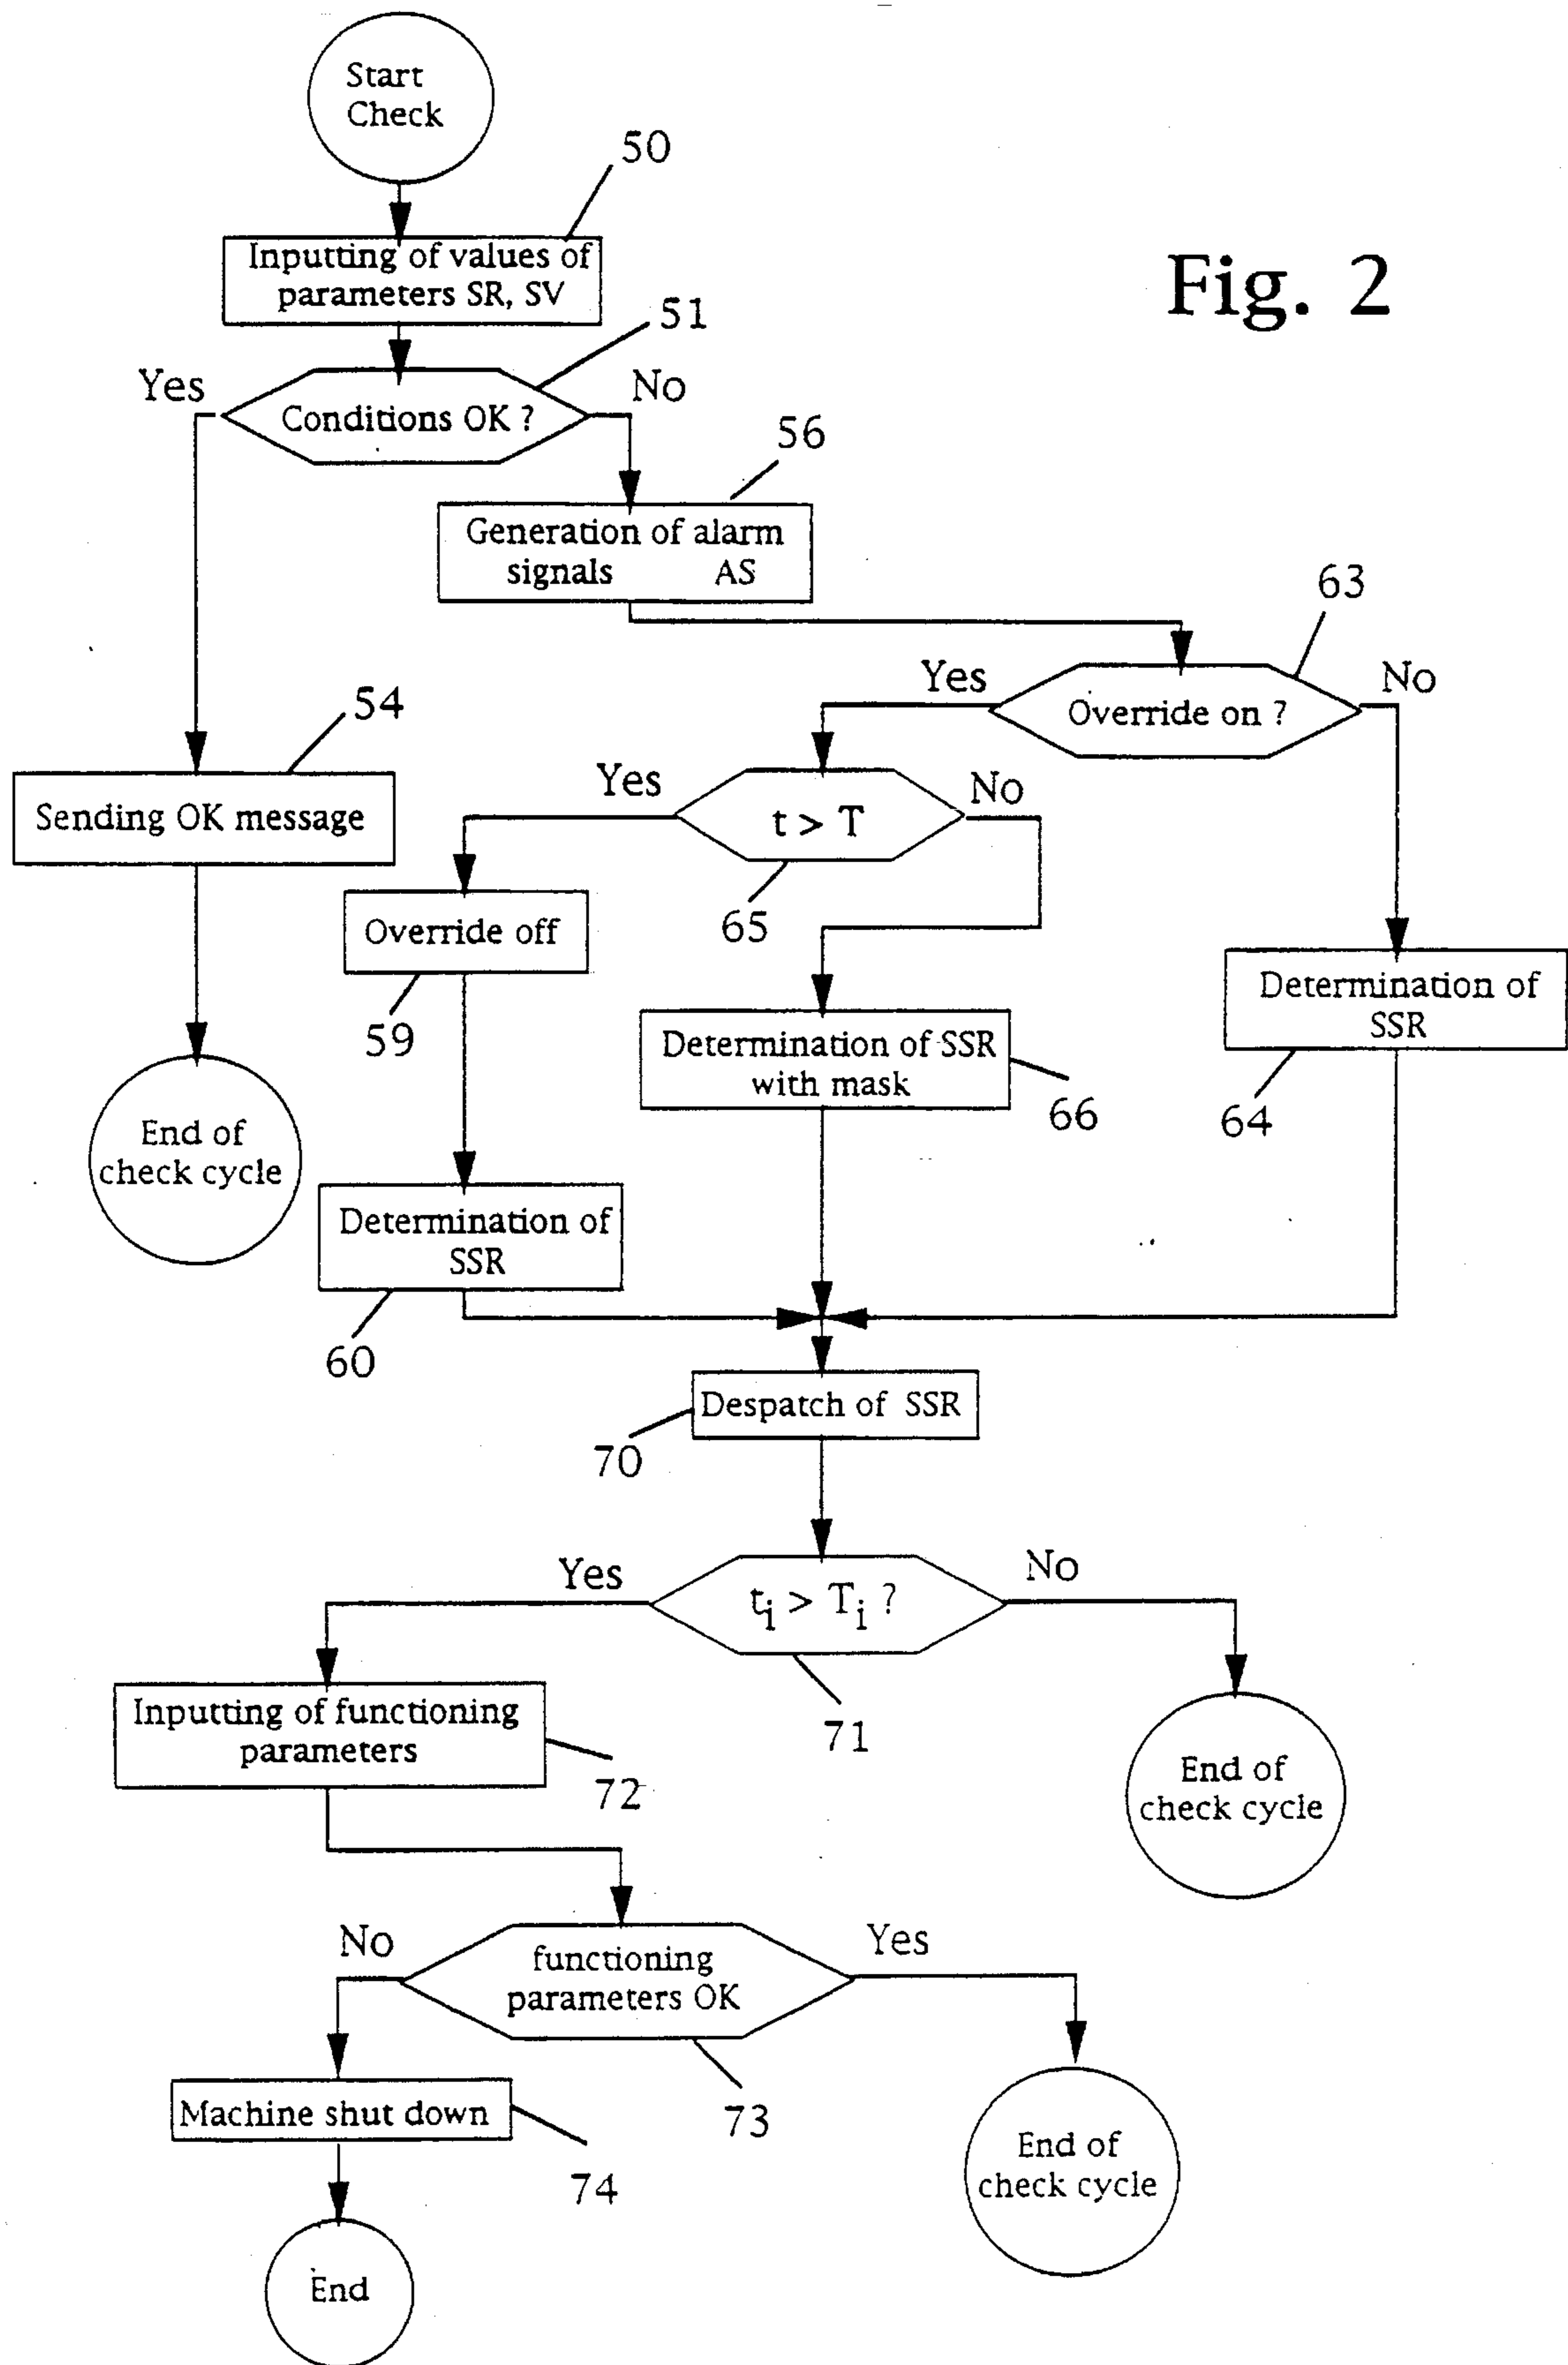 Start
Check
50
Inputting of values of
parameters SR, SV
Fig. 2
51
Yes
No
Conditions OK ?
56
Generation of alarm
signals AS
63
Yes
No
Override on ?
54
Sending OK message
Yes
No
t > T
65
Override off
59
Determination of
SSR
64
Determination of SSR
with mask
66
End of
check cycle
Determination of
SSR
60
Despatch of SSR
70
Yes
No
ti > Ti ?
71
Inputting of functioning
parameters
72
End of
check cycle
No
Yes
functioning
parameters OK
73
Machine shut down
74
End of
check cycle
End